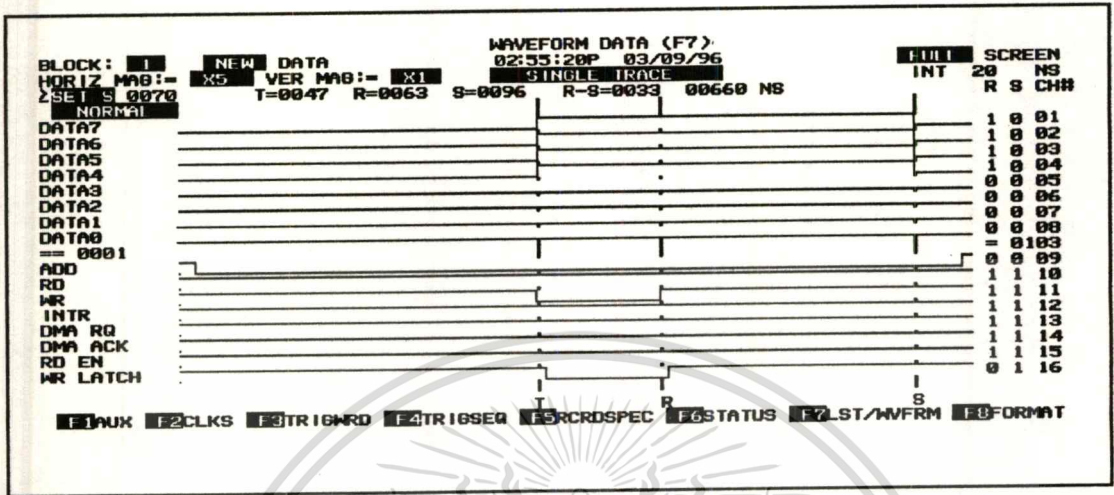 WAVEFORM DATA (F7)
BLOCK: 1 NEW DATA 02:55:20P 03/09/96 FULL SCREEN
HORIZ MAG:= X5 VER MAG:= X1 SINGLE TRACE INT 20 NS
SET S 0070 T=0047 R=0063 S=0096 R-S=0033 00660 NS R S CH#
NORMAL
DATA7 1 0 01
DATA6 1 0 02
DATA5 1 0 03
DATA4 1 0 04
DATA3 0 0 05
DATA2 0 0 06
DATA1 0 0 07
DATA0 0 0 08
== 0001 = 0103
ADD 0 0 09
RD 1 1 10
WR 1 1 11
INTR 1 1 12
DMA RQ 1 1 13
DMA ACK 1 1 14
RD EN 1 1 15
WR LATCH 0 1 16
T R S
F1AUX F2CLKS F3TRIGWRD F4TRIGSEQ F5RCRDSPEC F6STATUS F7LST/WVFRM F8FORMAT